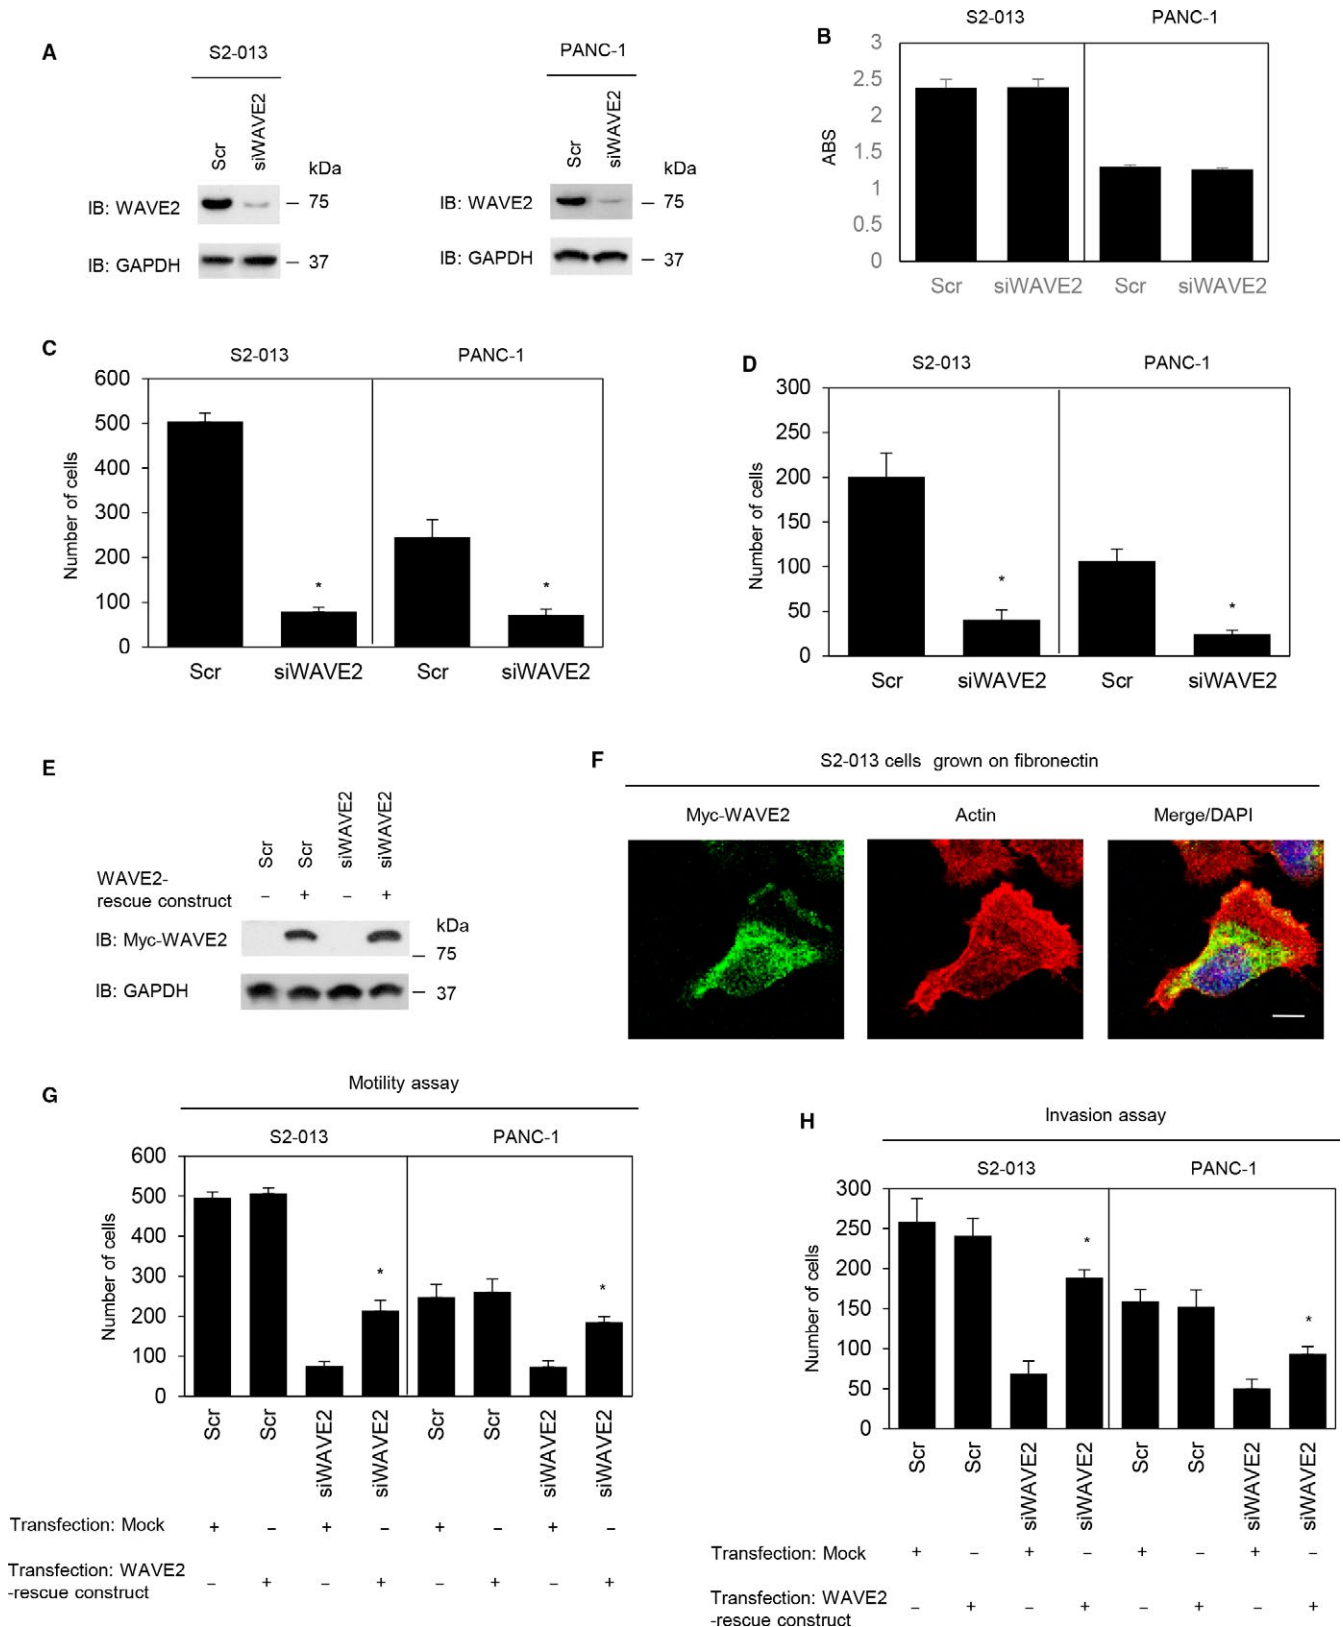 A
S2-013
PANC-1
Scr
siWAVE2
Scr
siWAVE2
kDa
kDa
IB: WAVE2
— 75
IB: WAVE2
— 75
IB: GAPDH
— 37
IB: GAPDH
— 37
B
S2-013
PANC-1
ABS
3
2.5
2
1.5
1
0.5
0
Scr
siWAVE2
Scr
siWAVE2
C
S2-013
PANC-1
Number of cells
600
500
400
300
200
100
0
*
*
Scr
siWAVE2
Scr
siWAVE2
D
S2-013
PANC-1
Number of cells
300
250
200
150
100
50
0
*
*
Scr
siWAVE2
Scr
siWAVE2
E
Scr
Scr
siWAVE2
siWAVE2
WAVE2-
rescue construct – + – +
IB: Myc-WAVE2
kDa
— 75
IB: GAPDH
— 37
F
S2-013 cells grown on fibronectin
Myc-WAVE2
Actin
Merge/DAPI
G
Motility assay
S2-013
PANC-1
Number of cells
600
500
400
300
200
100
0
*
*
Scr
Scr
siWAVE2
siWAVE2
Scr
Scr
siWAVE2
siWAVE2
Transfection: Mock + – + – + – + –
Transfection: WAVE2
-rescue construct – + – + – + – +
H
Invasion assay
S2-013
PANC-1
Number of cells
300
250
200
150
100
50
0
*
*
Scr
Scr
siWAVE2
siWAVE2
Scr
Scr
siWAVE2
siWAVE2
Transfection: Mock + – + – + – + –
Transfection: WAVE2
-rescue construct – + – + – + – +